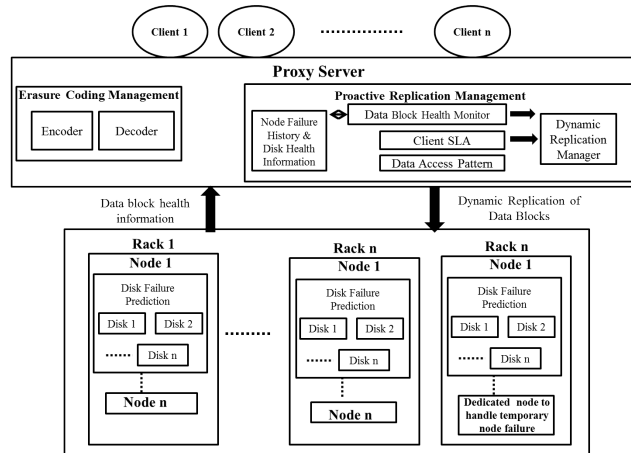 Client 1
Client 2
Client n
Proxy Server
Erasure Coding Management
Encoder
Decoder
Proactive Replication Management
Node Failure
History &
Disk Health
Information
Data Block Health Monitor
Client SLA
Data Access Pattern
Dynamic
Replication
Manager
Data block health
information
Dynamic Replication of
Data Blocks
Rack 1
Node 1
Disk Failure
Prediction
Disk 1
Disk 2
Disk n
Node n
Rack n
Node 1
Disk Failure
Prediction
Disk 1
Disk 2
Disk n
Node n
Rack n
Node 1
Disk Failure
Prediction
Disk 1
Disk 2
Disk n
Dedicated node to
handle temporary
node failure